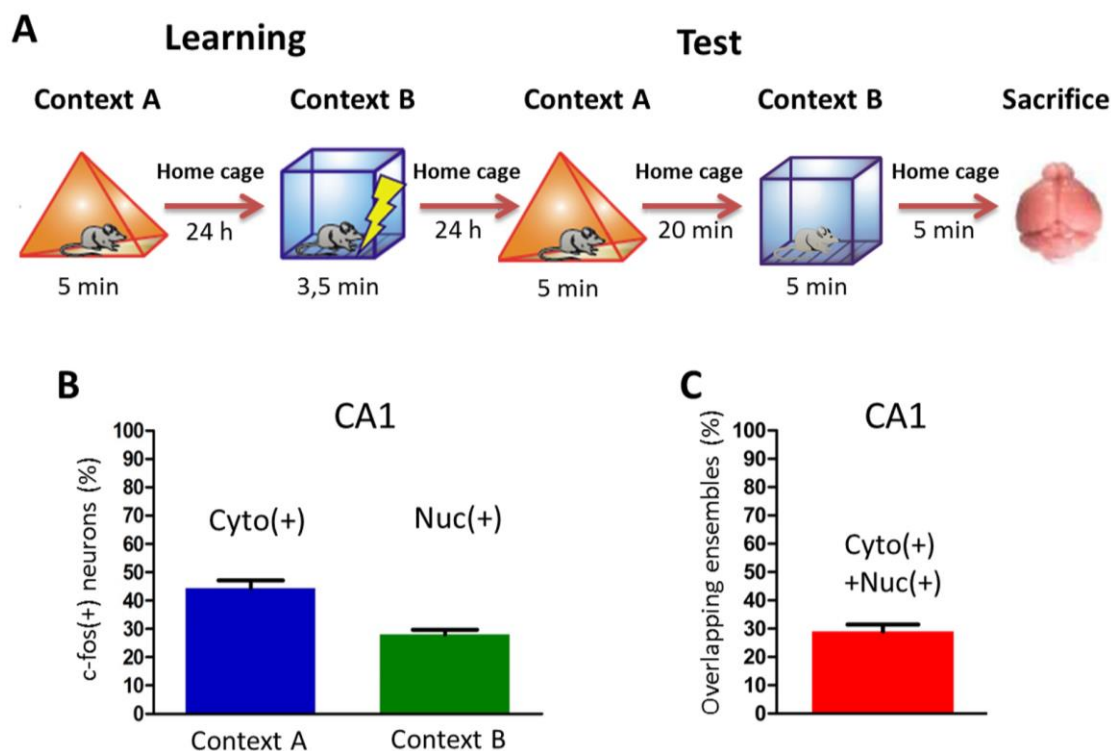 A
Learning
Test
Context A
Context B
Context A
Context B
Sacrifice
Home cage
Home cage
Home cage
Home cage
24 h
24 h
20 min
5 min
5 min
3,5 min
5 min
5 min
B
CA1
c-fos(+) neurons (%)
100
90
80
70
60
50
40
30
20
10
0
Cyto(+)
Nuc(+)
Context A
Context B
C
CA1
Overlapping ensembles (%)
100
90
80
70
60
50
40
30
20
10
0
Cyto(+)
+Nuc(+)